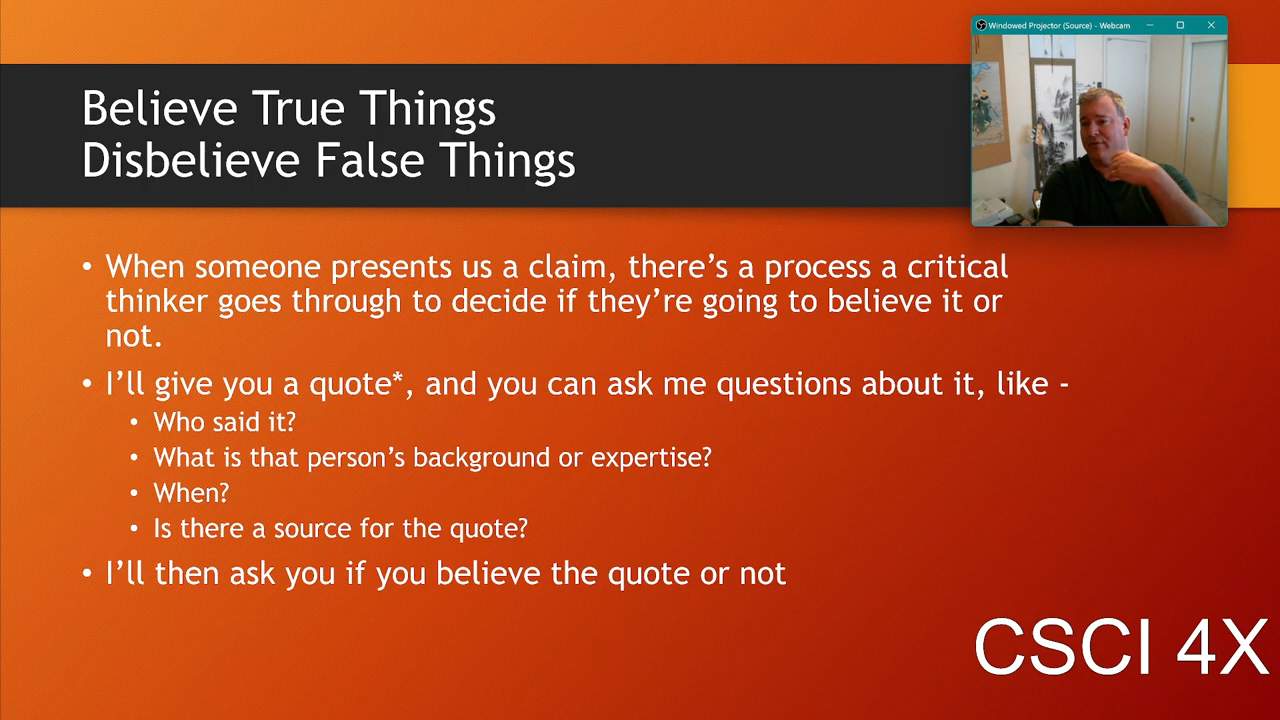 Windowed Projector (Source) - Webcam
Believe True Things
Disbelieve False Things
• When someone presents us a claim, there's a process a critical
thinker goes through to decide if they're going to believe it or
not.
• I'll give you a quote*, and you can ask me questions about it, like -
• Who said it?
• What is that person's background or expertise?
• When?
• Is there a source for the quote?
• I'll then ask you if you believe the quote or not
CSCI 4X